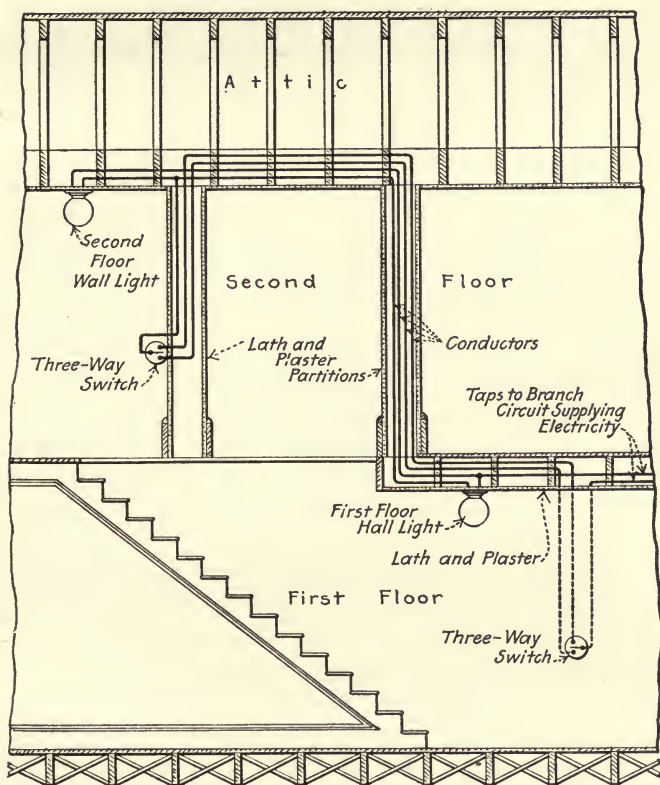 Attic
Second
Floor
Wall Light
Second Floor
Three-Way
Switch
Lath and
Plaster
Partitions
Conductors
Taps to Branch
Circuit Supplying
Electricity
First Floor
Hall Light
Lath and Plaster
First Floor
Three-Way
Switch